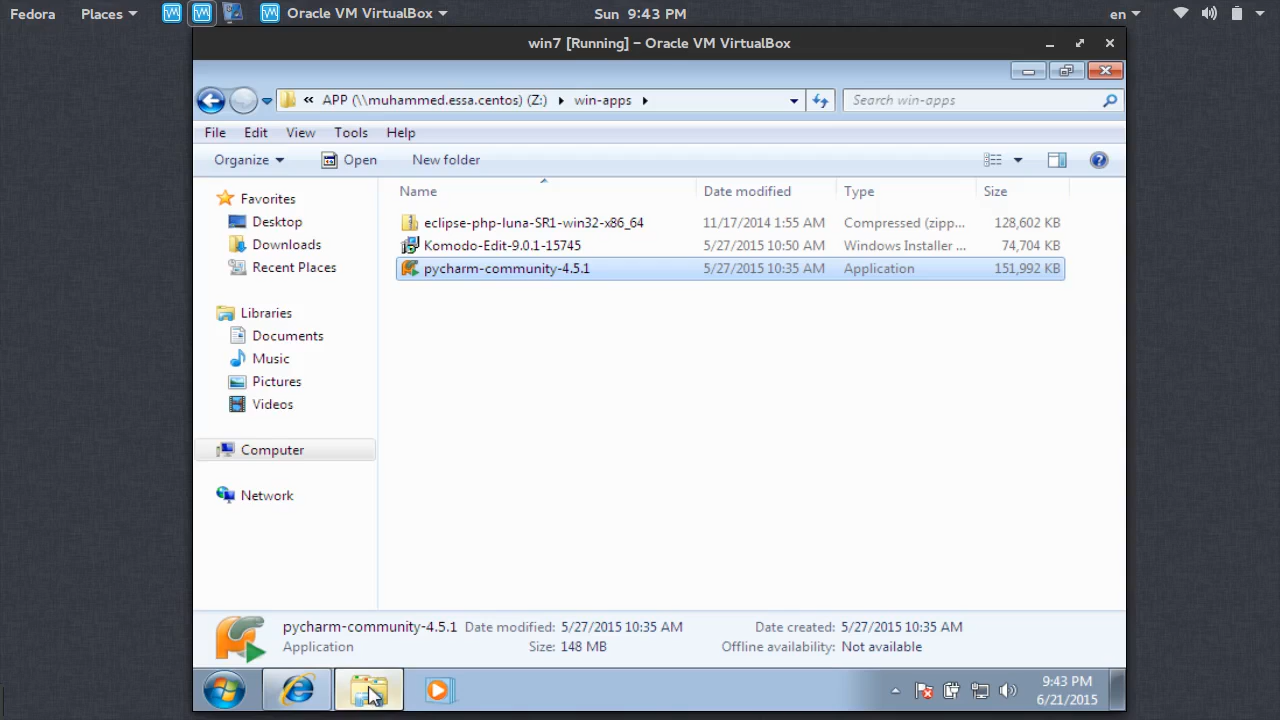 Fedora Places Oracle VM VirtualBox Sun 9:43 PM en
win7 [Running] – Oracle VM VirtualBox
« APP (\\muhammed.essa.centos) (Z:) win-apps Search win-apps
File Edit View Tools Help
Organize Open New folder
Name Date modified Type Size
eclipse-php-luna-SR1-win32-x86_64 11/17/2014 1:55 AM Compressed (zipp... 128,602 KB
Komodo-Edit-9.0.1-15745 5/27/2015 10:50 AM Windows Installer ... 74,704 KB
pycharm-community-4.5.1 5/27/2015 10:35 AM Application 151,992 KB
Favorites
Desktop
Downloads
Recent Places
Libraries
Documents
Music
Pictures
Videos
Computer
Network
pycharm-community-4.5.1 Date modified: 5/27/2015 10:35 AM Date created: 5/27/2015 10:35 AM
Application Size: 148 MB Offline availability: Not available
9:43 PM
6/21/2015